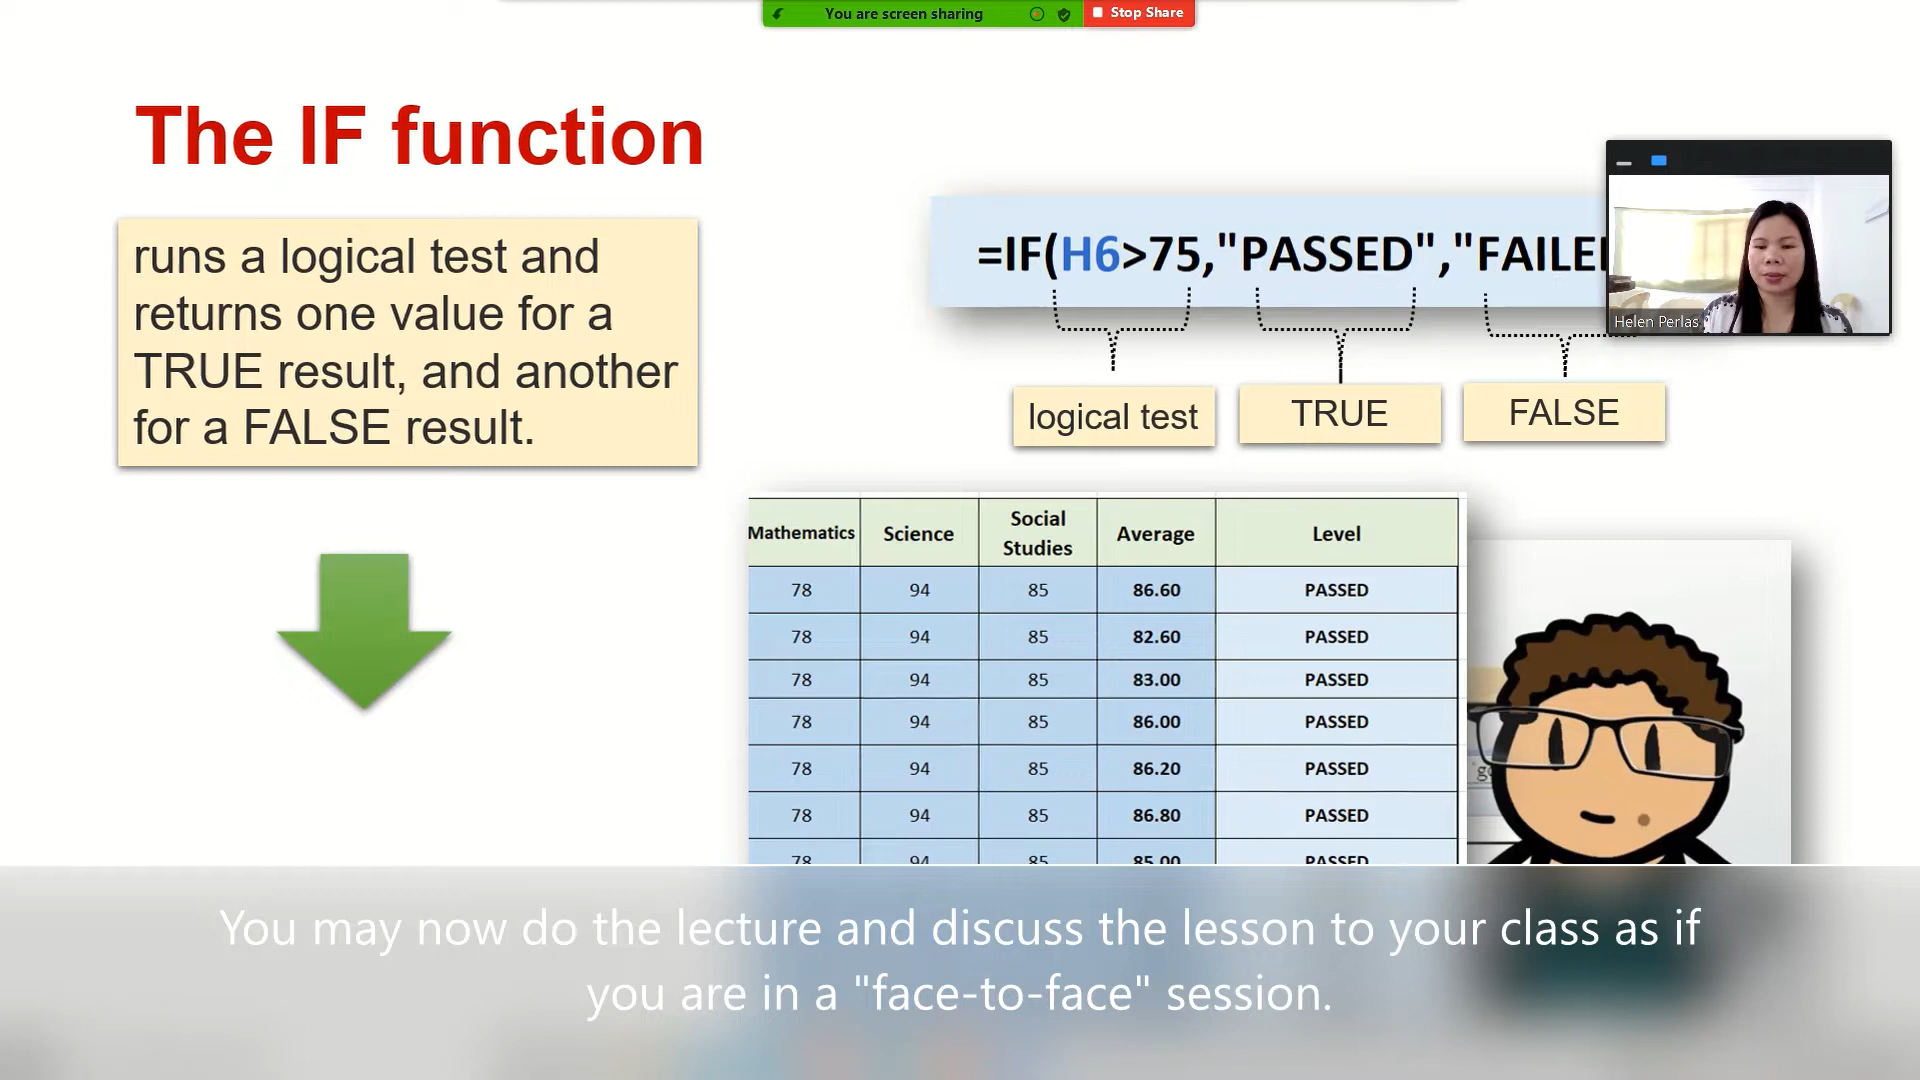 You are screen sharing
Stop Share
The IF function
runs a logical test and
returns one value for a
TRUE result, and another
for a FALSE result.
=IF(H6>75,"PASSED","FAILE
Helen Perlas
logical test
TRUE
FALSE
Mathematics Science Social Studies Average Level
78 94 85 86.60 PASSED
78 94 85 82.60 PASSED
78 94 85 83.00 PASSED
78 94 85 86.00 PASSED
78 94 85 86.20 PASSED
78 94 85 86.80 PASSED
78 94 85 85.00 PASSED
You may now do the lecture and discuss the lesson to your class as if
you are in a "face-to-face" session.